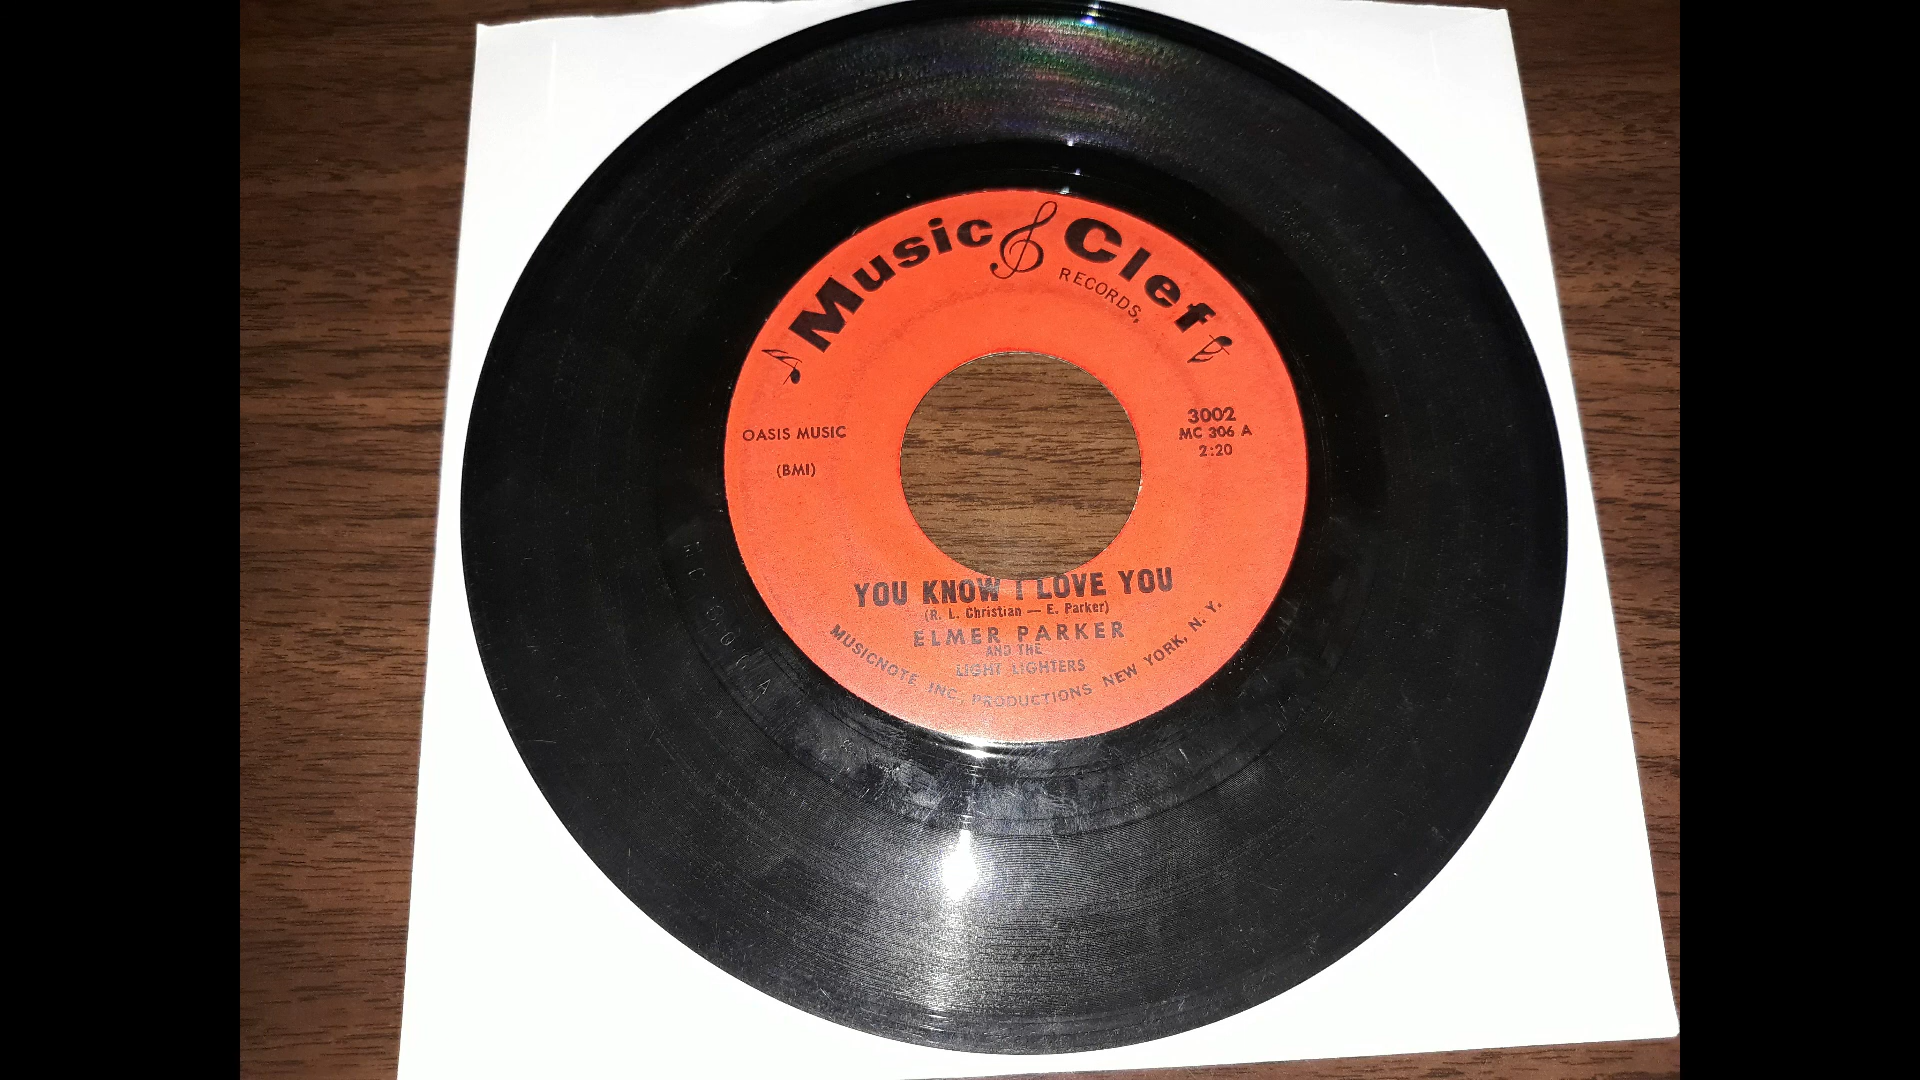 Music Clef
RECORDS,
OASIS MUSIC
(BMI)
3002
MC 306 A
2:20
YOU KNOW I LOVE YOU
(R. L. Christian — E. Parker)
ELMER PARKER
AND THE
LIGHT LIGHTERS
MUSICNOTE INC. PRODUCTIONS NEW YORK, N. Y.